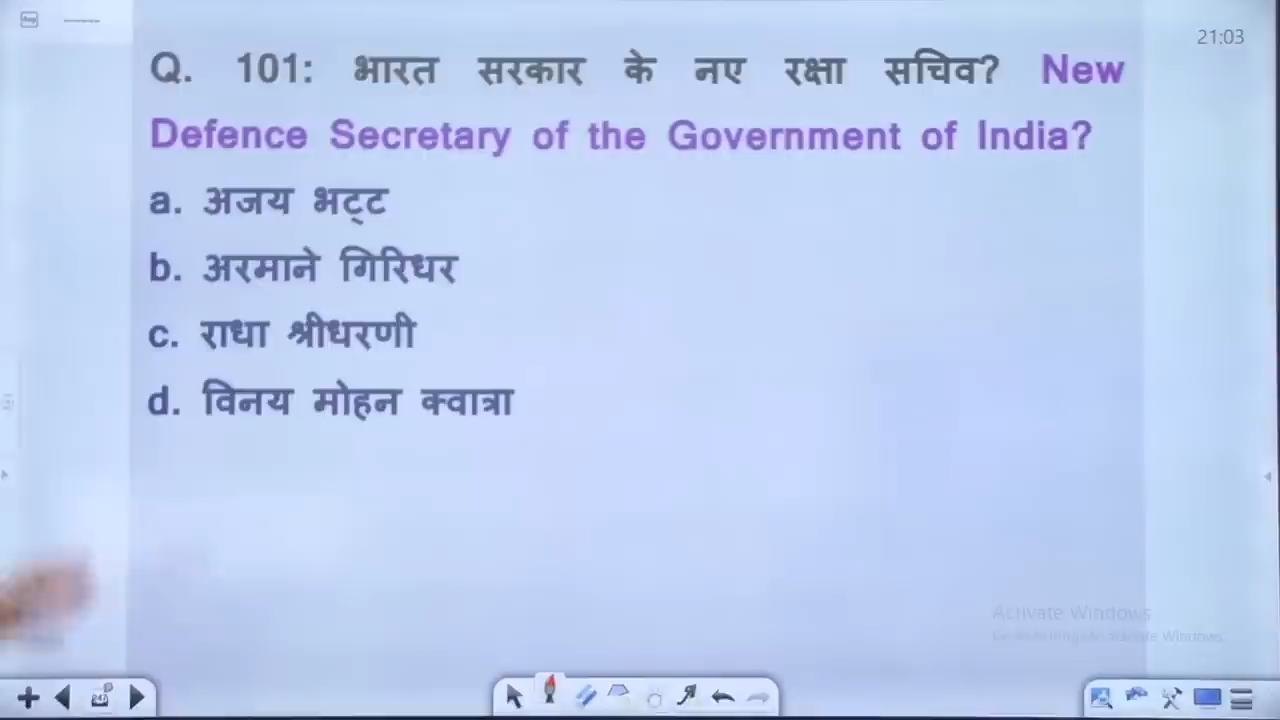 21:03
Q. 101: भारत सरकार के नए रक्षा सचिव? New
Defence Secretary of the Government of India?
a. अजय भट्ट
b. अरमाने गिरिधर
c. राधा श्रीधरणी
d. विनय मोहन क्वात्रा
Activate Windows